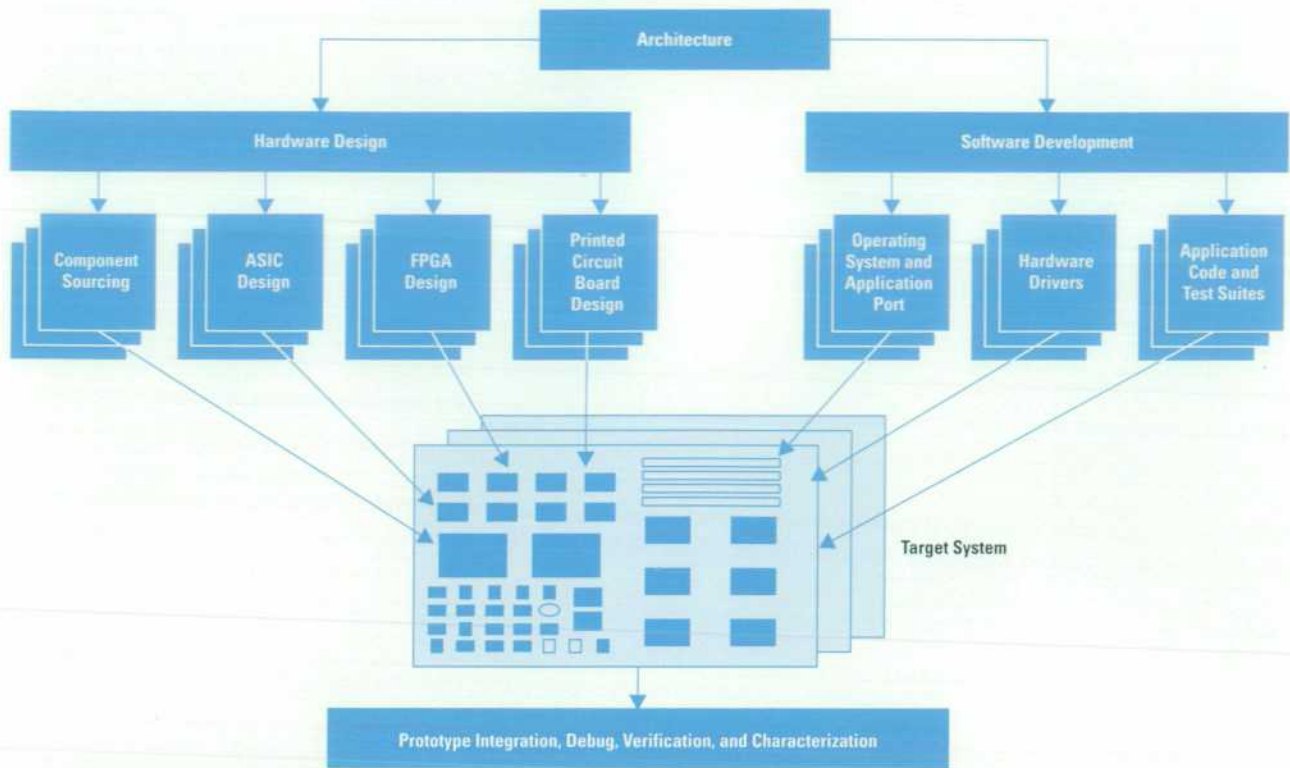 Architecture
Hardware Design
Software Development
Component
Sourcing
ASIC
Design
FPGA
Design
Printed
Circuit
Board
Design
Operating
System and
Application
Port
Hardware
Drivers
Application
Code and
Test Suites
Target System
Prototype Integration, Debug, Verification, and Characterization